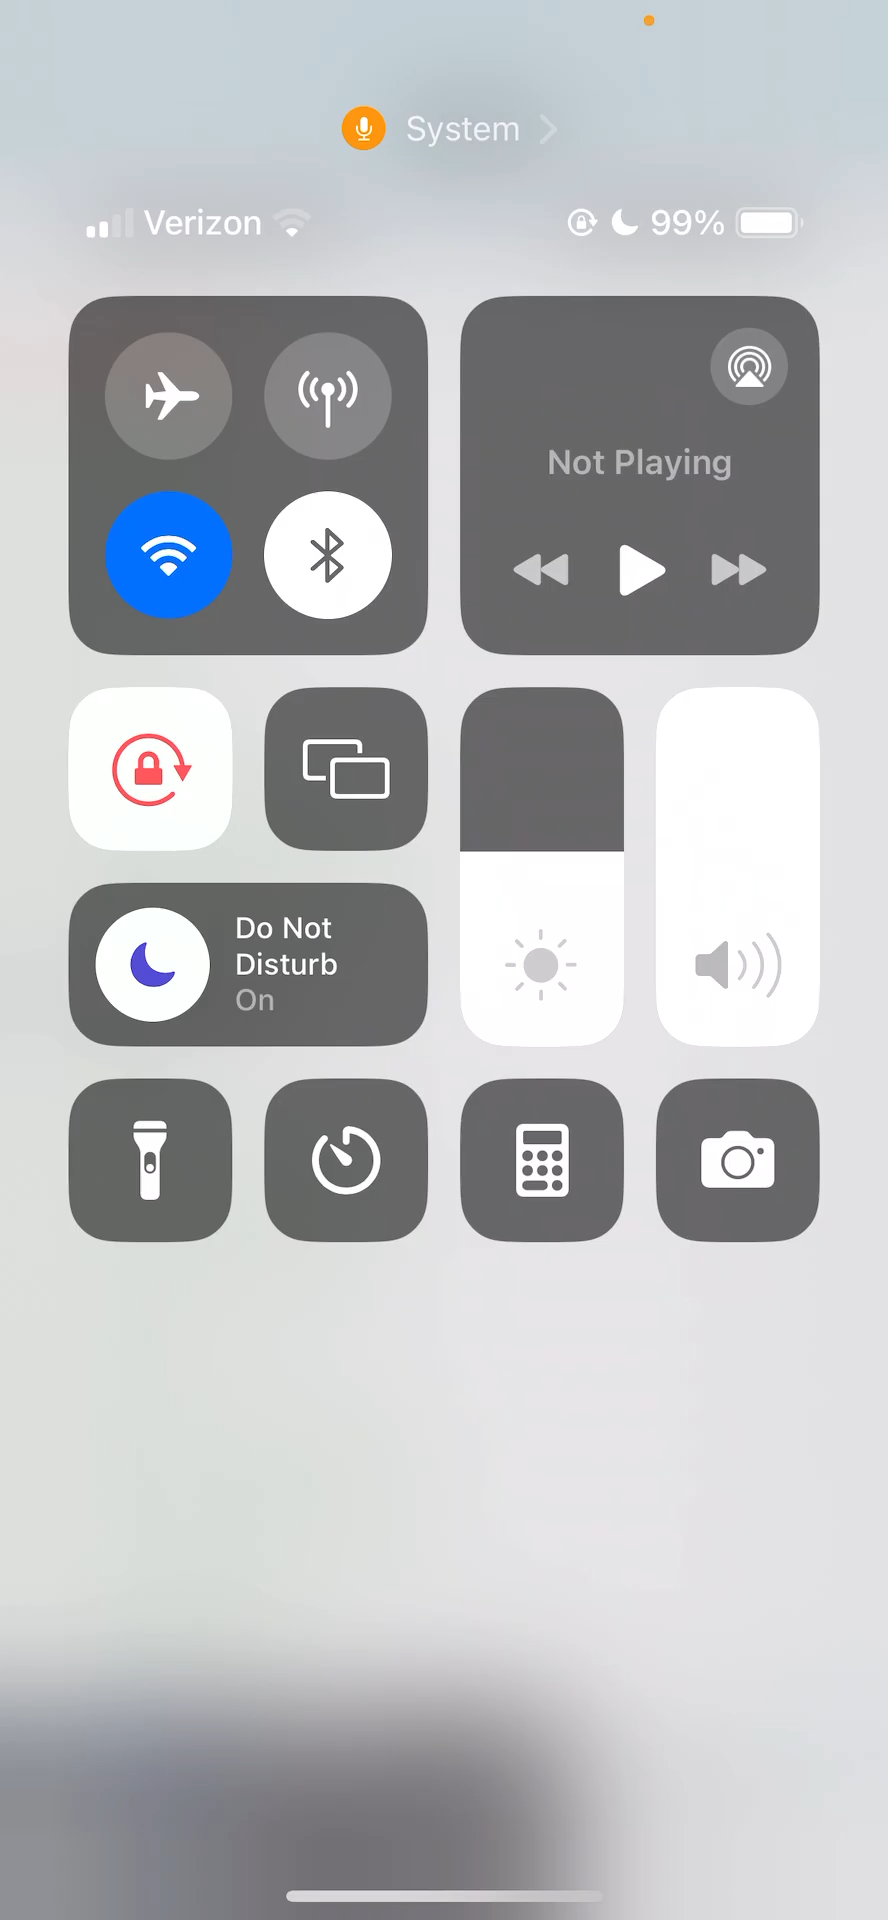 System
Verizon 99%
Not Playing
Do Not
Disturb
On